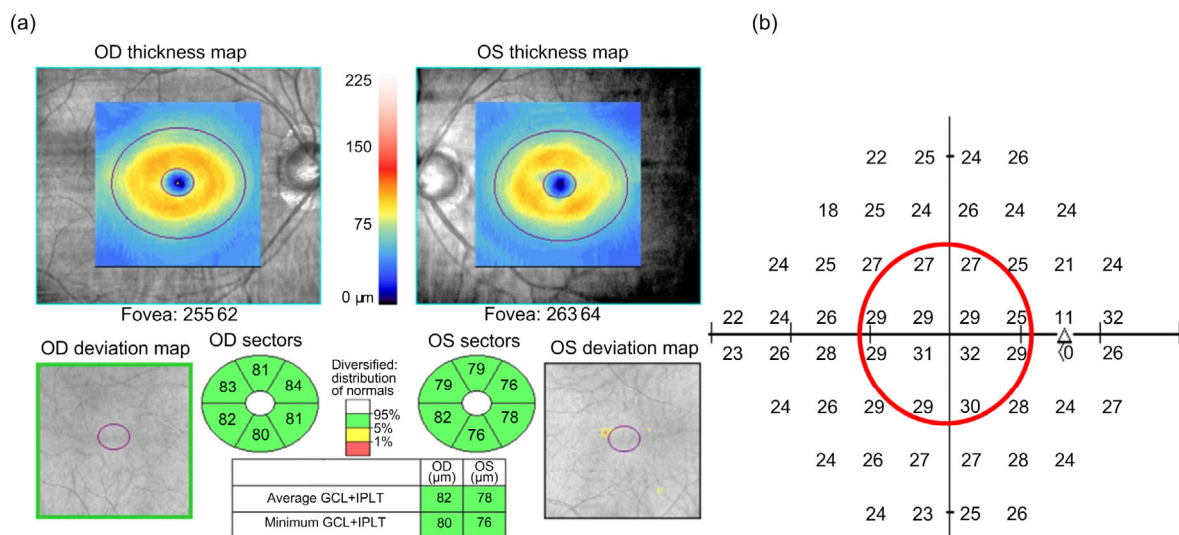 (a)
OD thickness map
OS thickness map
225
150
75
0 µm
Fovea: 255 62
Fovea: 263 64
OD deviation map
OD sectors
81
83 84
82 81
80
Diversified:
distribution
of normals
95%
5%
1%
OS sectors
79
79 76
82 78
76
OS deviation map
OD (µm) OS (µm)
Average GCL+IPLT 82 78
Minimum GCL+IPLT 80 76
(b)
22 25 24 26
18 25 24 26 24 24
24 25 27 27 27 25 21 24
22 24 26 29 29 29 25 11 32
23 26 28 29 31 32 29 0 26
24 26 29 29 30 28 24 27
24 26 27 27 28 24
24 23 25 26